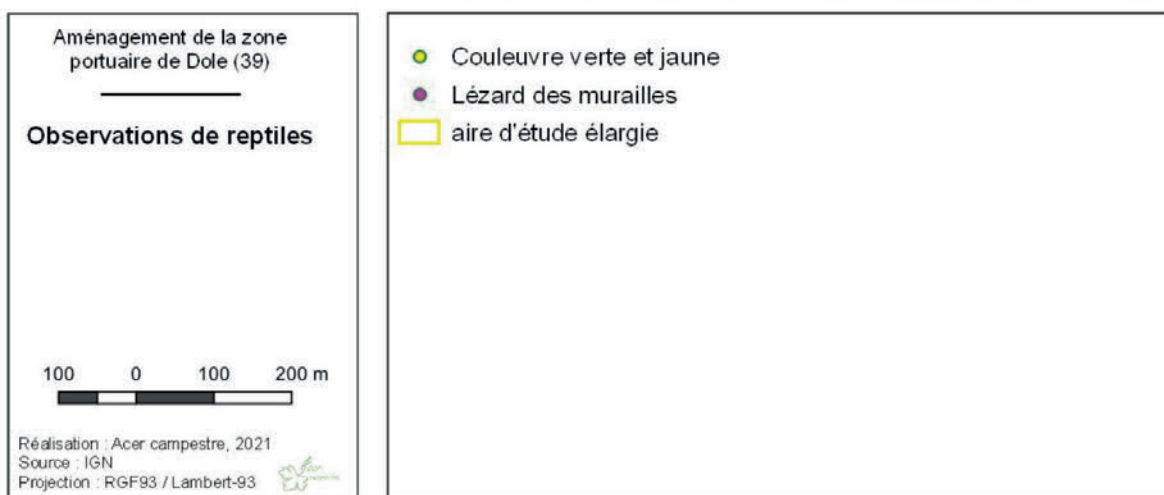 Aménagement de la zone
portuaire de Dole (39)
Observations de reptiles
100 0 100 200 m
Réalisation : Acer campestre, 2021
Source : IGN
Projection : RGF93 / Lambert-93
Couleuvre verte et jaune
Lézard des murailles
aire d'étude élargie